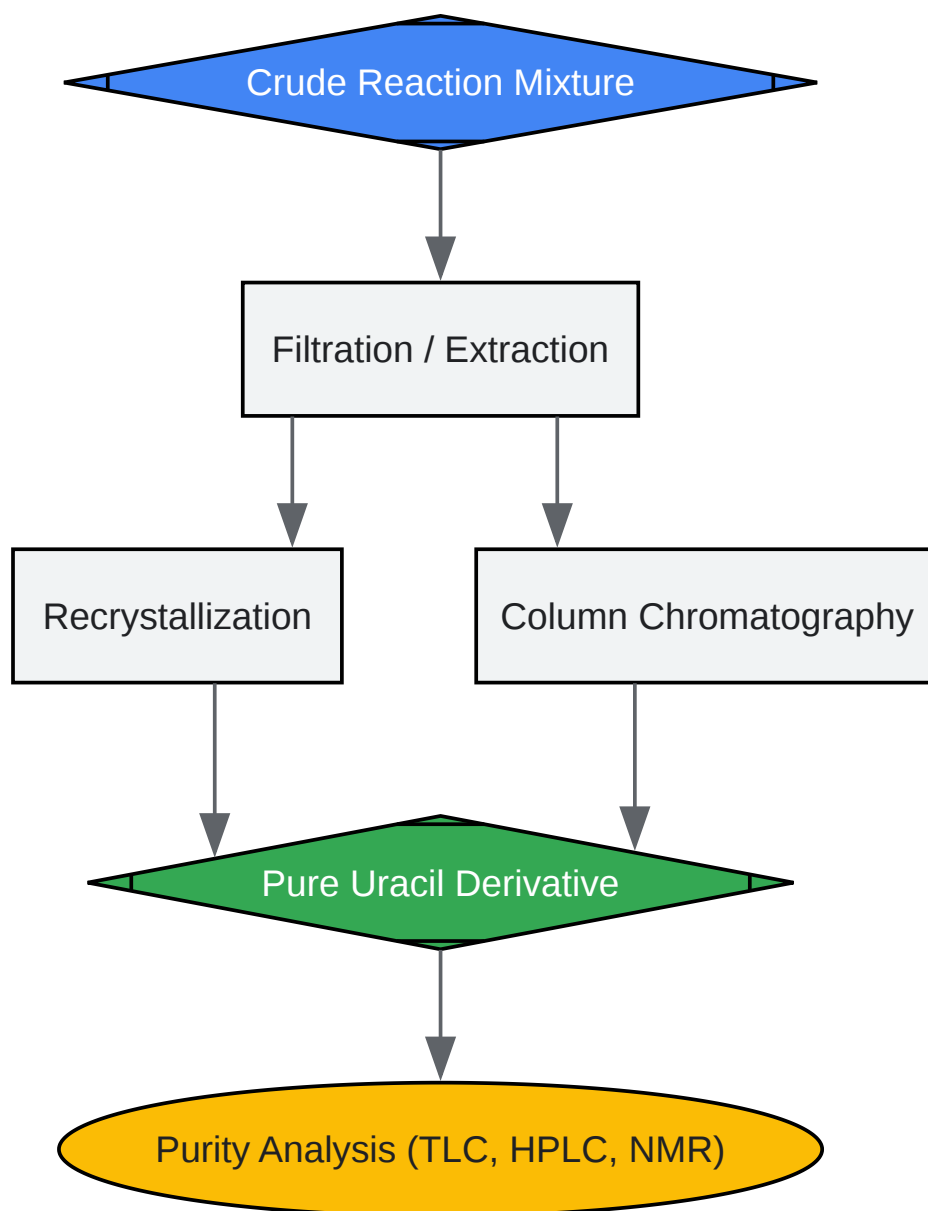 Crude Reaction Mixture
Filtration / Extraction
Recrystallization
Column Chromatography
Pure Uracil Derivative
Purity Analysis (TLC, HPLC, NMR)